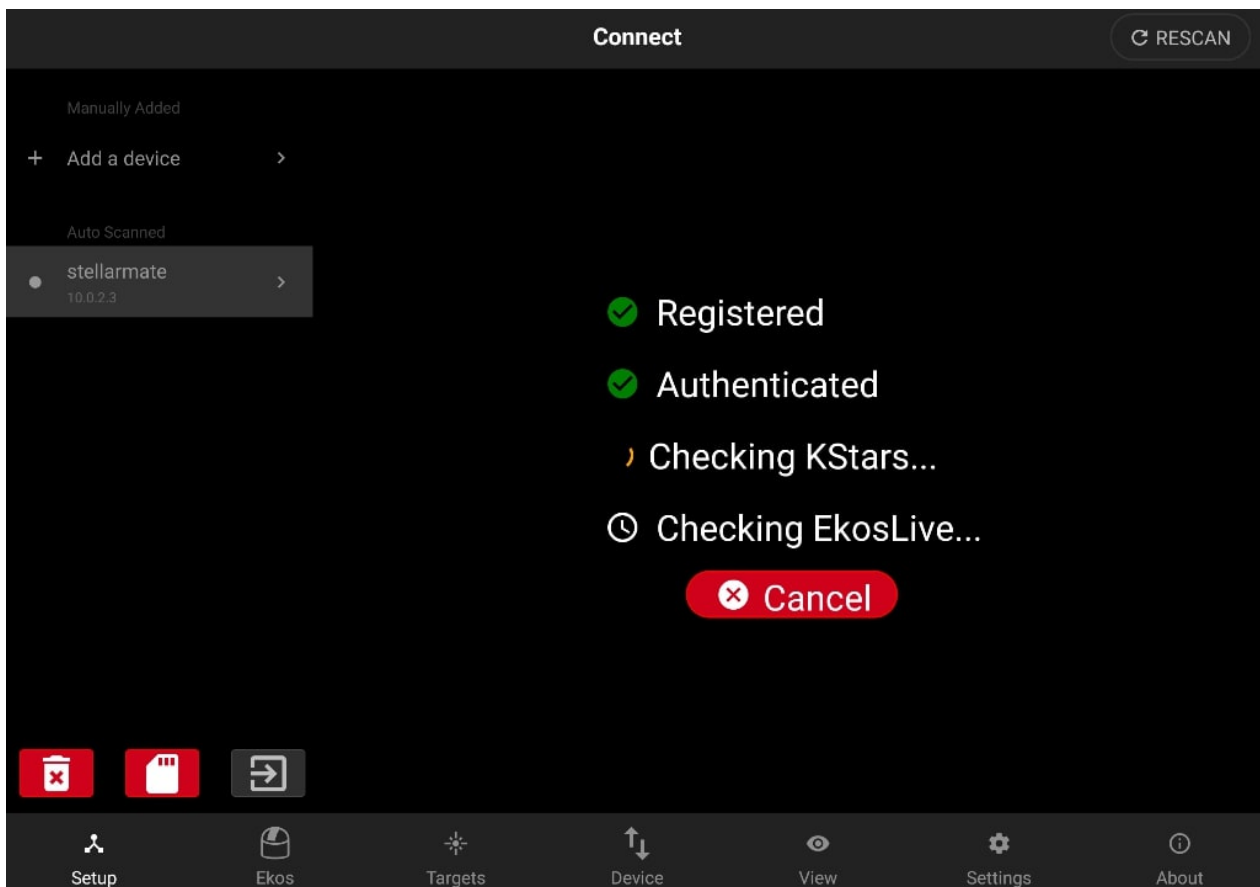 Connect
RESCAN
Manually Added
Add a device
Auto Scanned
stellarmate
10.0.2.3
Registered
Authenticated
Checking KStars...
Checking EkosLive...
Cancel
Setup
Ekos
Targets
Device
View
Settings
About